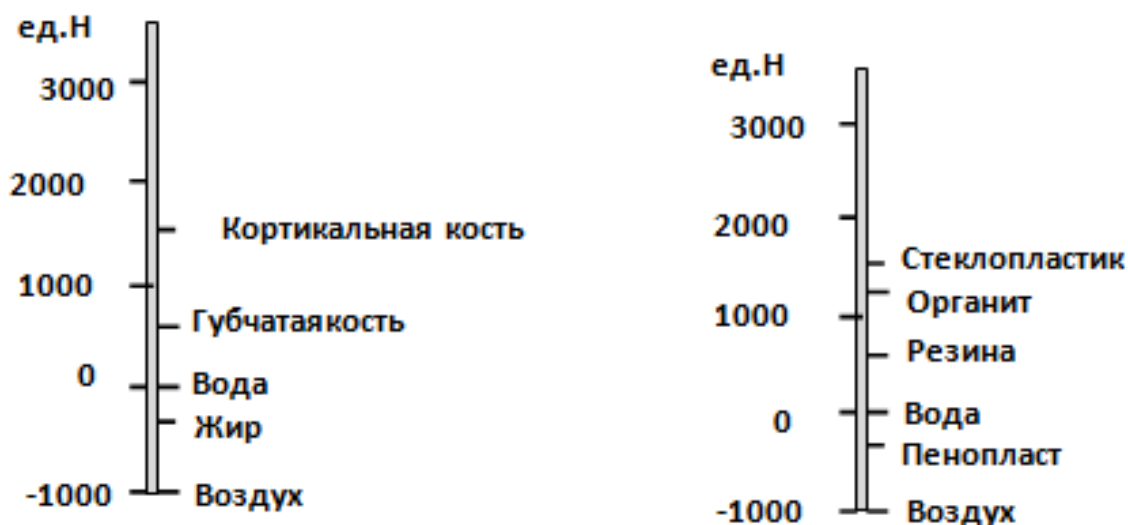 ед.Н
3000
2000
Кортикальная кость
1000
Губчатаякость
0
Вода
Жир
-1000
Воздух
ед.Н
3000
2000
Стеклопластик
Органит
1000
Резина
0
Вода
Пенопласт
-1000
Воздух